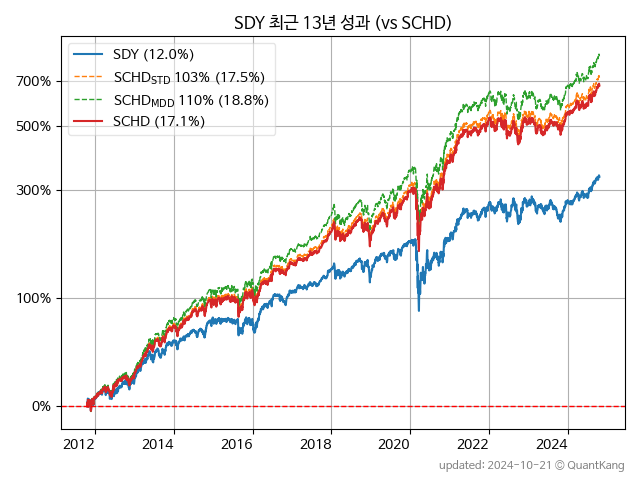 SDY 최근 13년 성과 (vs SCHD)
SDY (12.0%)
SCHD_STD 103% (17.5%)
SCHD_MDD 110% (18.8%)
SCHD (17.1%)
700%
500%
300%
100%
0%
2012 2014 2016 2018 2020 2022 2024
updated: 2024-10-21 © QuantKang